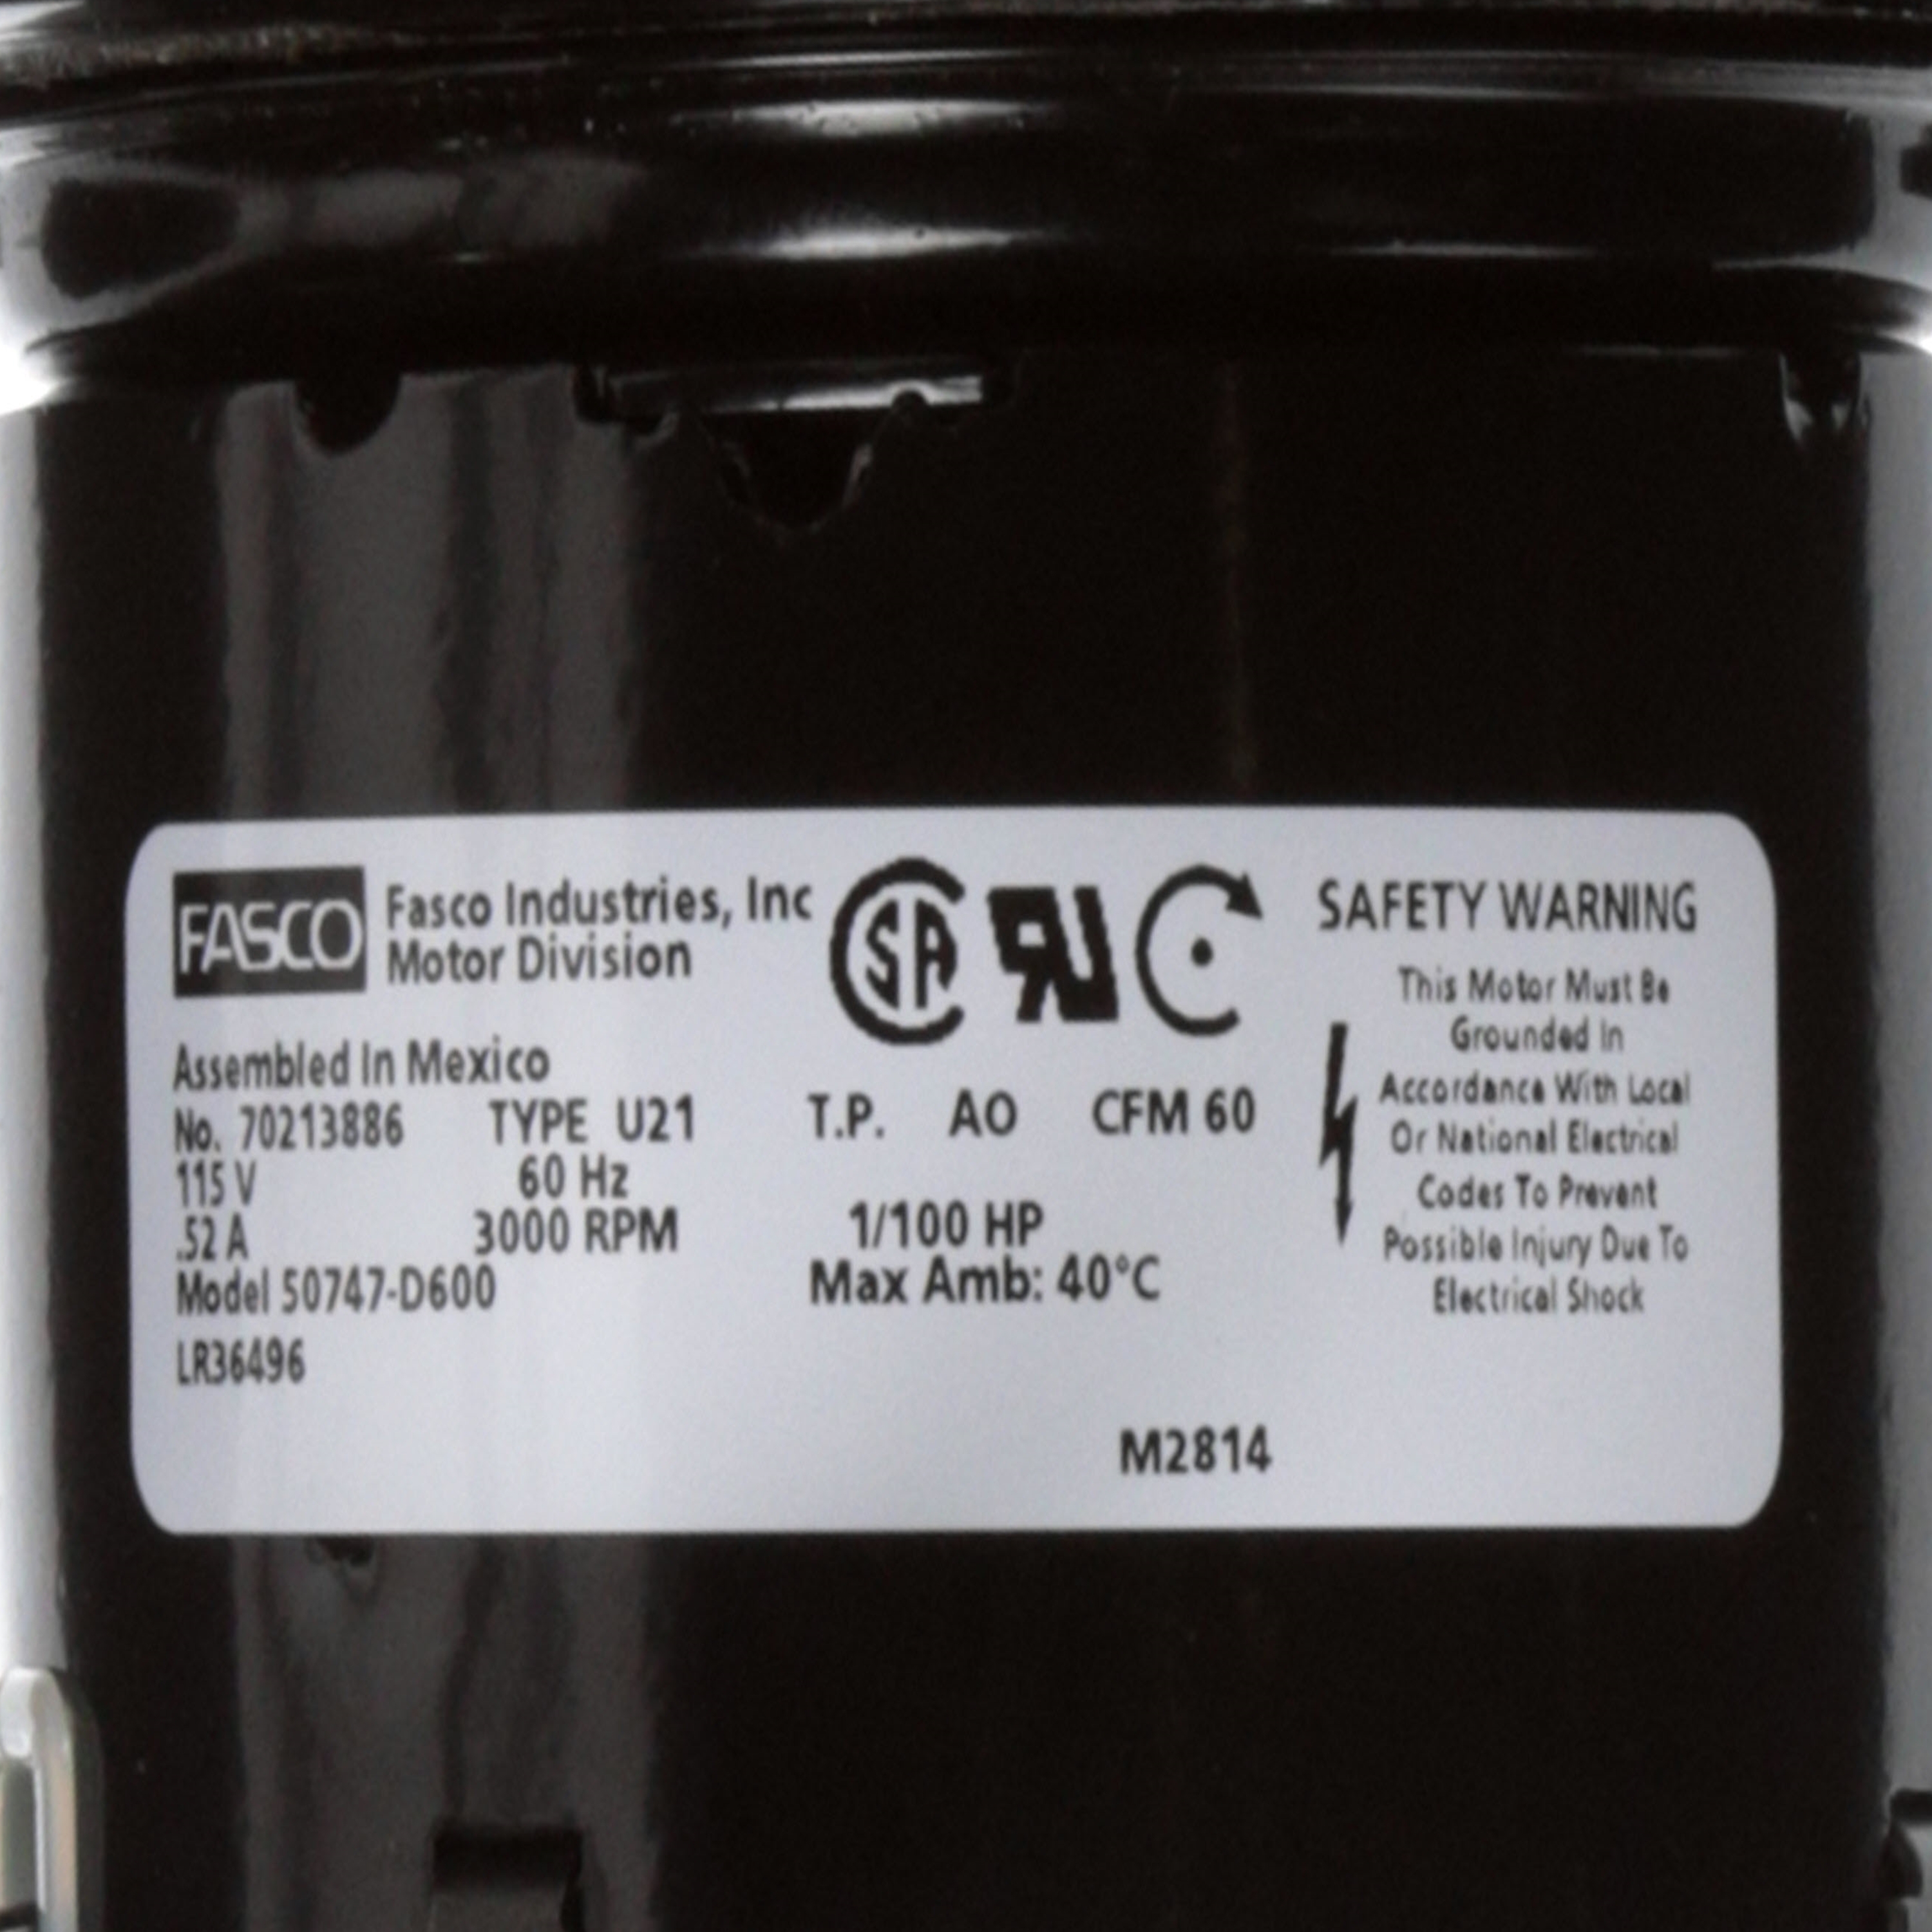 FASCO
Fasco Industries, Inc
Motor Division
SA
RU
SAFETY WARNING
This Motor Must Be
Grounded In
Accordance With Local
Or National Electrical
Codes To Prevent
Possible Injury Due To
Electrical Shock
Assembled In Mexico
No. 70213886 TYPE U21 T.P. AO CFM 60
115 V 60 Hz
.52 A 3000 RPM 1/100 HP
Model 50747-D600 Max Amb: 40°C
LR36496
M2814